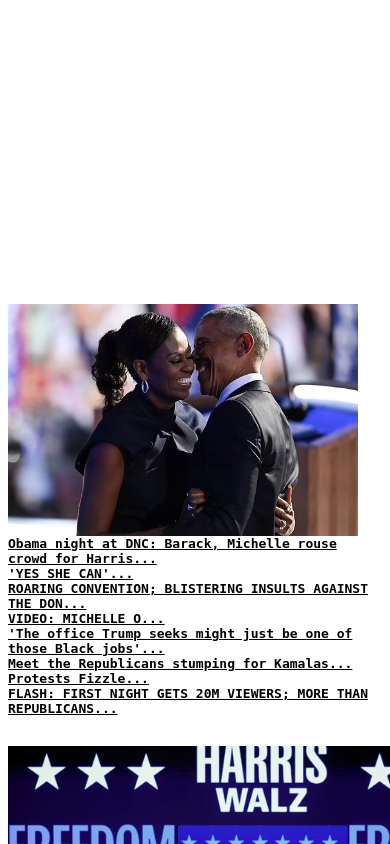 Obama night at DNC: Barack, Michelle rouse
crowd for Harris...
'YES SHE CAN'...
ROARING CONVENTION; BLISTERING INSULTS AGAINST
THE DON...
VIDEO: MICHELLE O...
'The office Trump seeks might just be one of
those Black jobs'...
Meet the Republicans stumping for Kamalas...
Protests Fizzle...
FLASH: FIRST NIGHT GETS 20M VIEWERS; MORE THAN
REPUBLICANS...
HARRIS
WALZ
FREEDOM FR